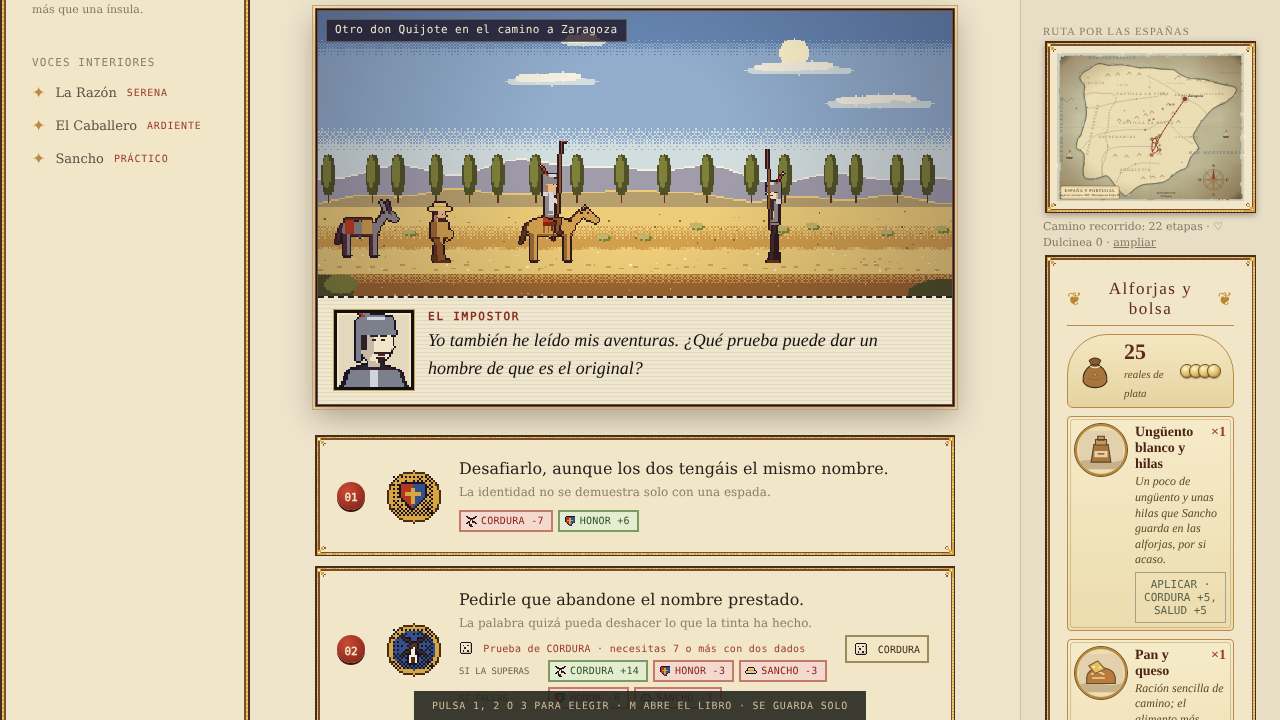 más que una ínsula.
VOCES INTERIORES
La Razón SERENA
El Caballero ARDIENTE
Sancho PRÁCTICO
Otro don Quijote en el camino a Zaragoza
EL IMPOSTOR
Yo también he leído mis aventuras. ¿Qué prueba puede dar un
hombre de que es el original?
01
Desafiarlo, aunque los dos tengáis el mismo nombre.
La identidad no se demuestra solo con una espada.
CORDURA -7
HONOR +6
02
Pedirle que abandone el nombre prestado.
La palabra quizá pueda deshacer lo que la tinta ha hecho.
Prueba de CORDURA · necesitas 7 o más con dos dados
CORDURA
SI LA SUPERAS
CORDURA +14
HONOR -3
SANCHO -3
PULSA 1, 2 O 3 PARA ELEGIR · M ABRE EL LIBRO · SE GUARDA SOLO
RUTA POR LAS ESPAÑAS
ESPAÑA Y PORTUGAL
Camino recorrido: 22 etapas · ♡
Dulcinea 0 · ampliar
Alforjas y
bolsa
25
reales de
plata
Ungüento ×1
blanco y
hilas
Un poco de
ungüento y unas
hilas que Sancho
guarda en las
alforjas, por si
acaso.
APLICAR ·
CORDURA +5,
SALUD +5
Pan y ×1
queso
Ración sencilla de
camino; el
alimento más